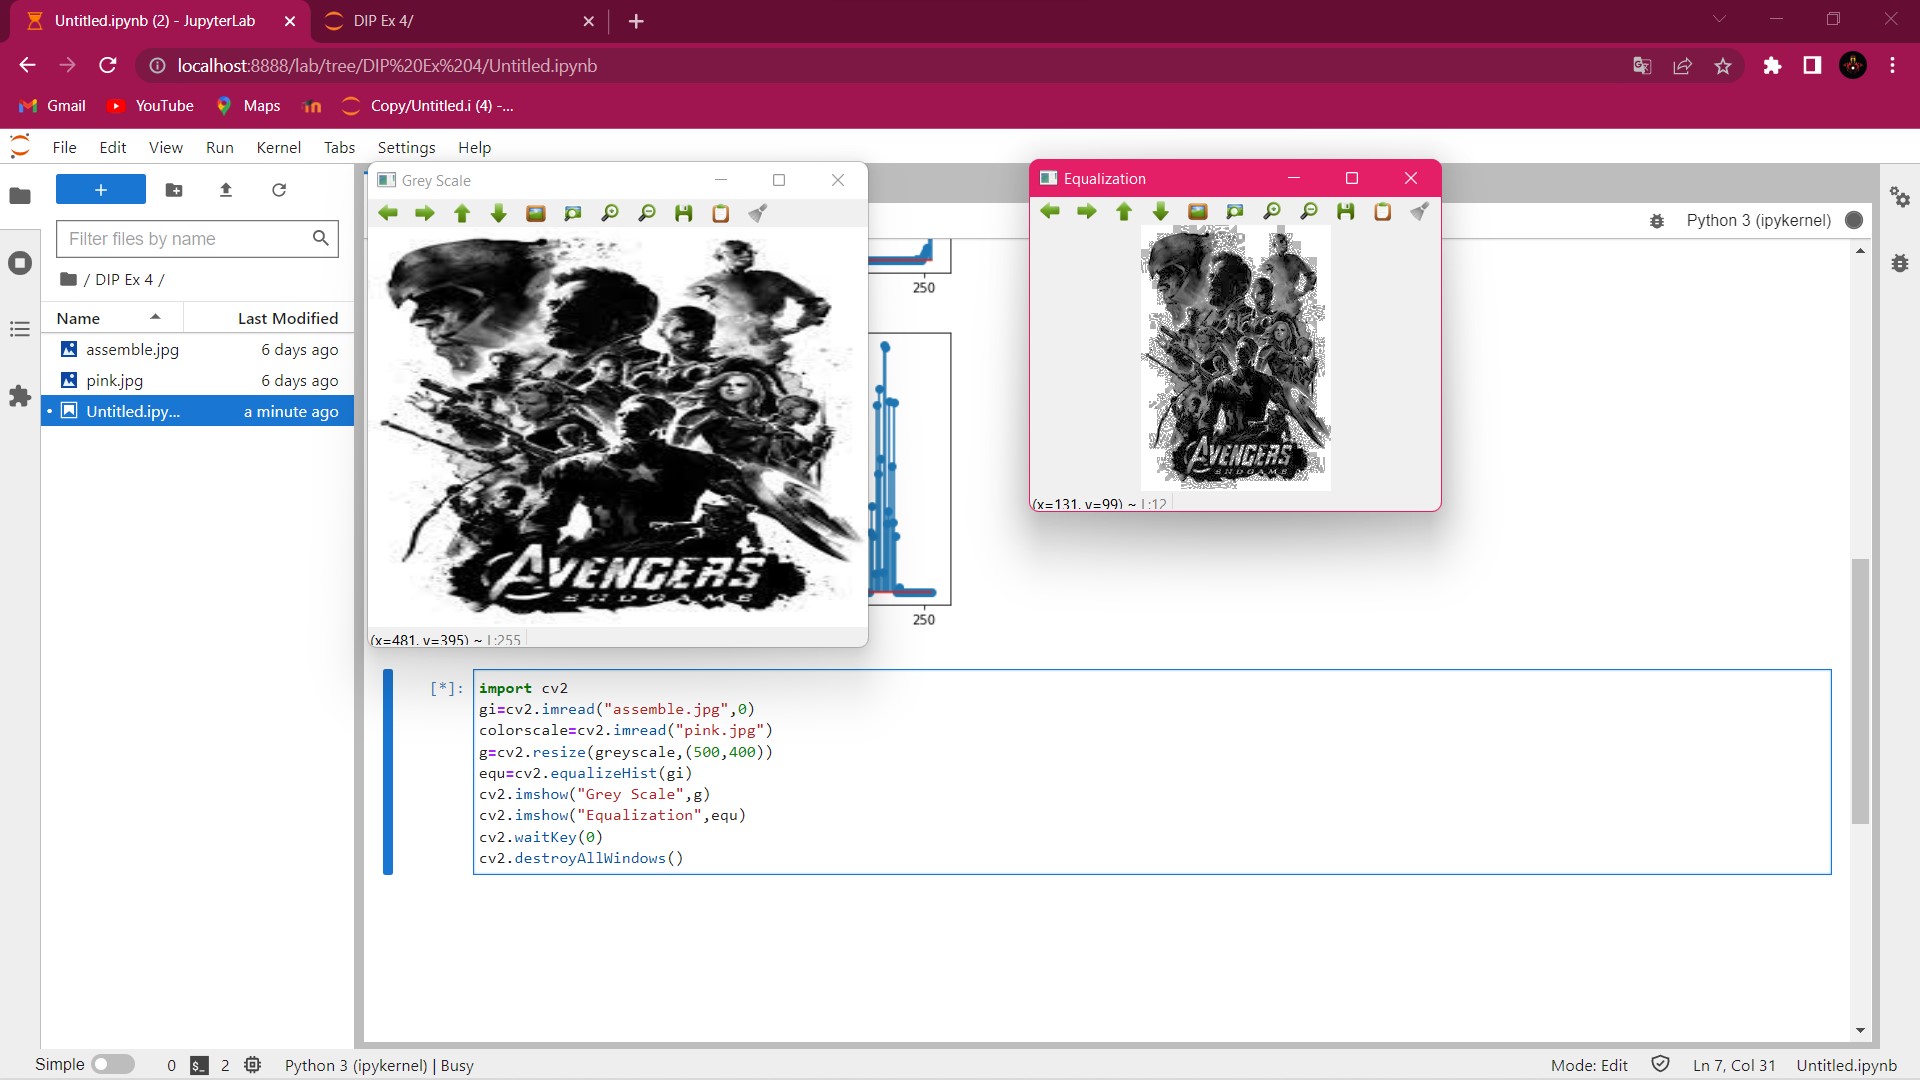 Untitled.ipynb (2) - JupyterLab
DIP Ex 4/
localhost:8888/lab/tree/DIP%20Ex%204/Untitled.ipynb
Gmail YouTube Maps Copy/Untitled.i (4) -...
File Edit View Run Kernel Tabs Settings Help
Grey Scale
Equalization
Filter files by name
/ DIP Ex 4 /
Name Last Modified
assemble.jpg 6 days ago
pink.jpg 6 days ago
Untitled.ipy... a minute ago
Python 3 (ipykernel)
250
AVENGERS
ENDGAME
(x=481, y=395) ~ L:255
AVENGERS
ENDGAME
(x=131, y=99) ~ L:12
250
[*]:
import cv2
gi=cv2.imread("assemble.jpg",0)
colorscale=cv2.imread("pink.jpg")
g=cv2.resize(greyscale,(500,400))
equ=cv2.equalizeHist(gi)
cv2.imshow("Grey Scale",g)
cv2.imshow("Equalization",equ)
cv2.waitKey(0)
cv2.destroyAllWindows()
Simple 0 $_ 2 Python 3 (ipykernel) | Busy
Mode: Edit Ln 7, Col 31 Untitled.ipynb